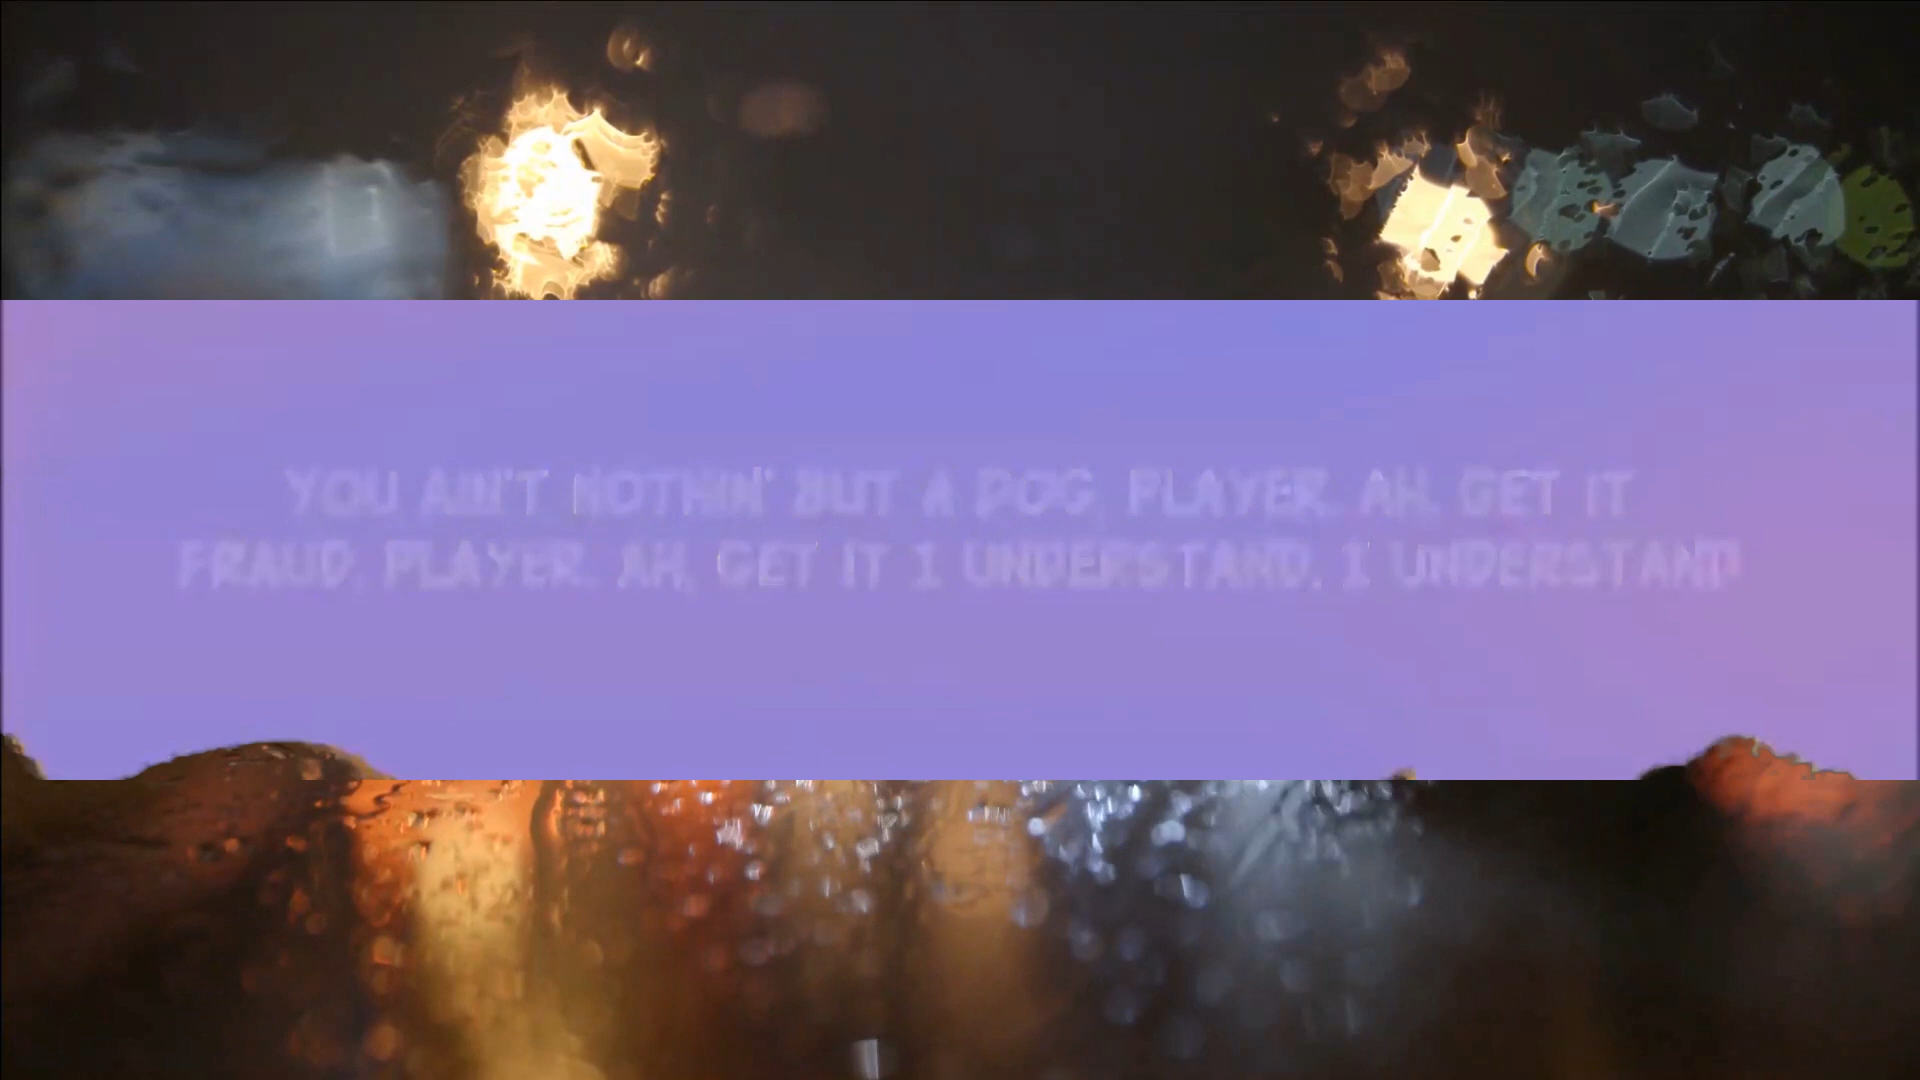 YOU AIN'T NOTHIN' BUT A DOG, PLAYER. AH, GET IT
FRAUD, PLAYER. AH, GET IT I UNDERSTAND, I UNDERSTAND